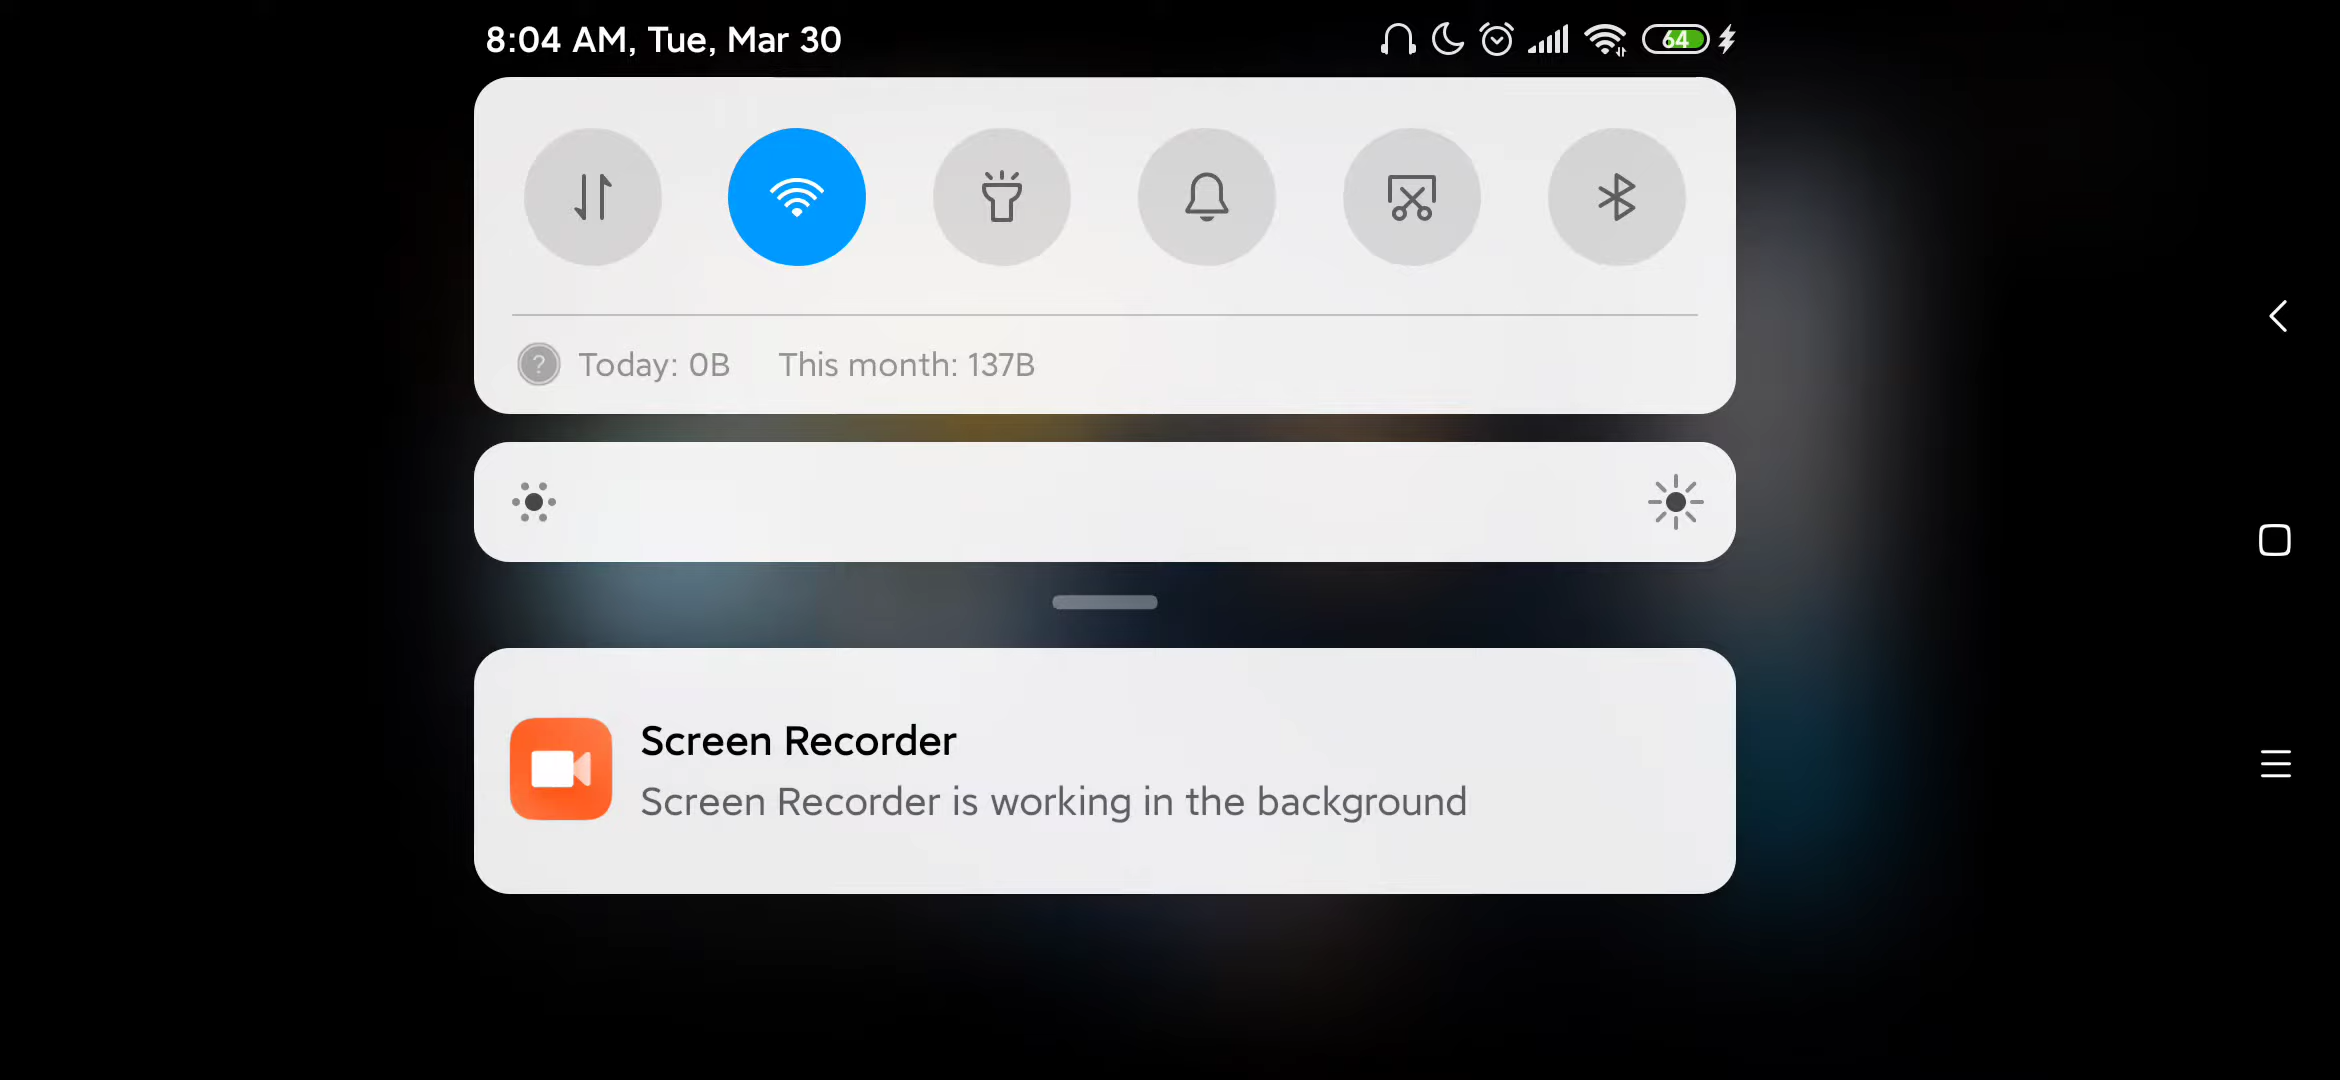 8:04 AM, Tue, Mar 30
64
? Today: 0B This month: 137B
Screen Recorder
Screen Recorder is working in the background